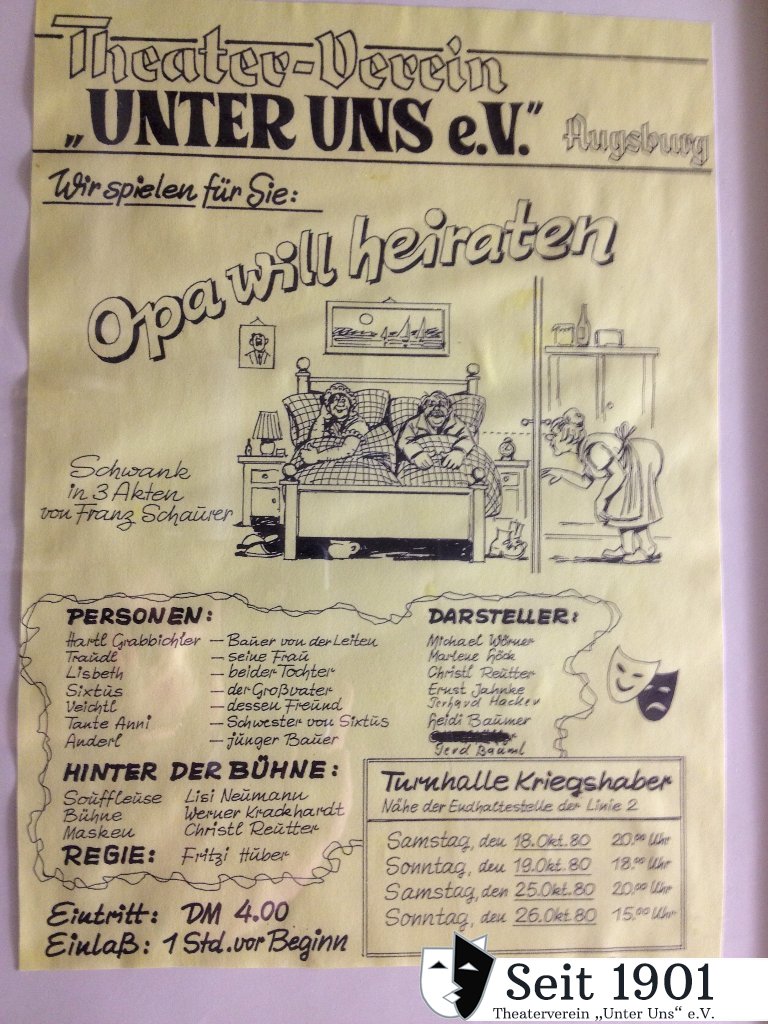 Theater-Verein
„UNTER UNS e.V." Augsburg
Wir spielen für Sie:
Opa will heiraten
Schwank
in 3 Akten
von Franz Schaurer
PERSONEN: DARSTELLER:
Hartl Grabbichler — Bauer von der Leiten Michael Wörner
Traudl — seine Frau Marlene Höck
Lisbeth — beider Tochter Christl Reutter
Sixtus — der Großvater Ernst Jahnke
Veichtl — dessen Freund Gerhard Hacker
Tante Anni — Schwester von Sixtus Heidi Baumer
Anderl — junger Bauer Gerd Bäuml
HINTER DER BÜHNE:
Souffleuse Lisi Neumann
Bühne Werner Krackhardt
Masken Christl Reutter
REGIE: Fritzi Huber
Eintritt: DM 4.00
Einlaß: 1 Std. vor Beginn
Turnhalle Kriegshaber
Nähe der Endhaltestelle der Linie 2
Samstag, den 18.Okt.80 20.00 Uhr
Sonntag, den 19.Okt.80 18.00 Uhr
Samstag, den 25.Okt.80 20.00 Uhr
Sonntag, den 26.Okt.80 15.00 Uhr
Seit 1901
Theaterverein „Unter Uns“ e.V.